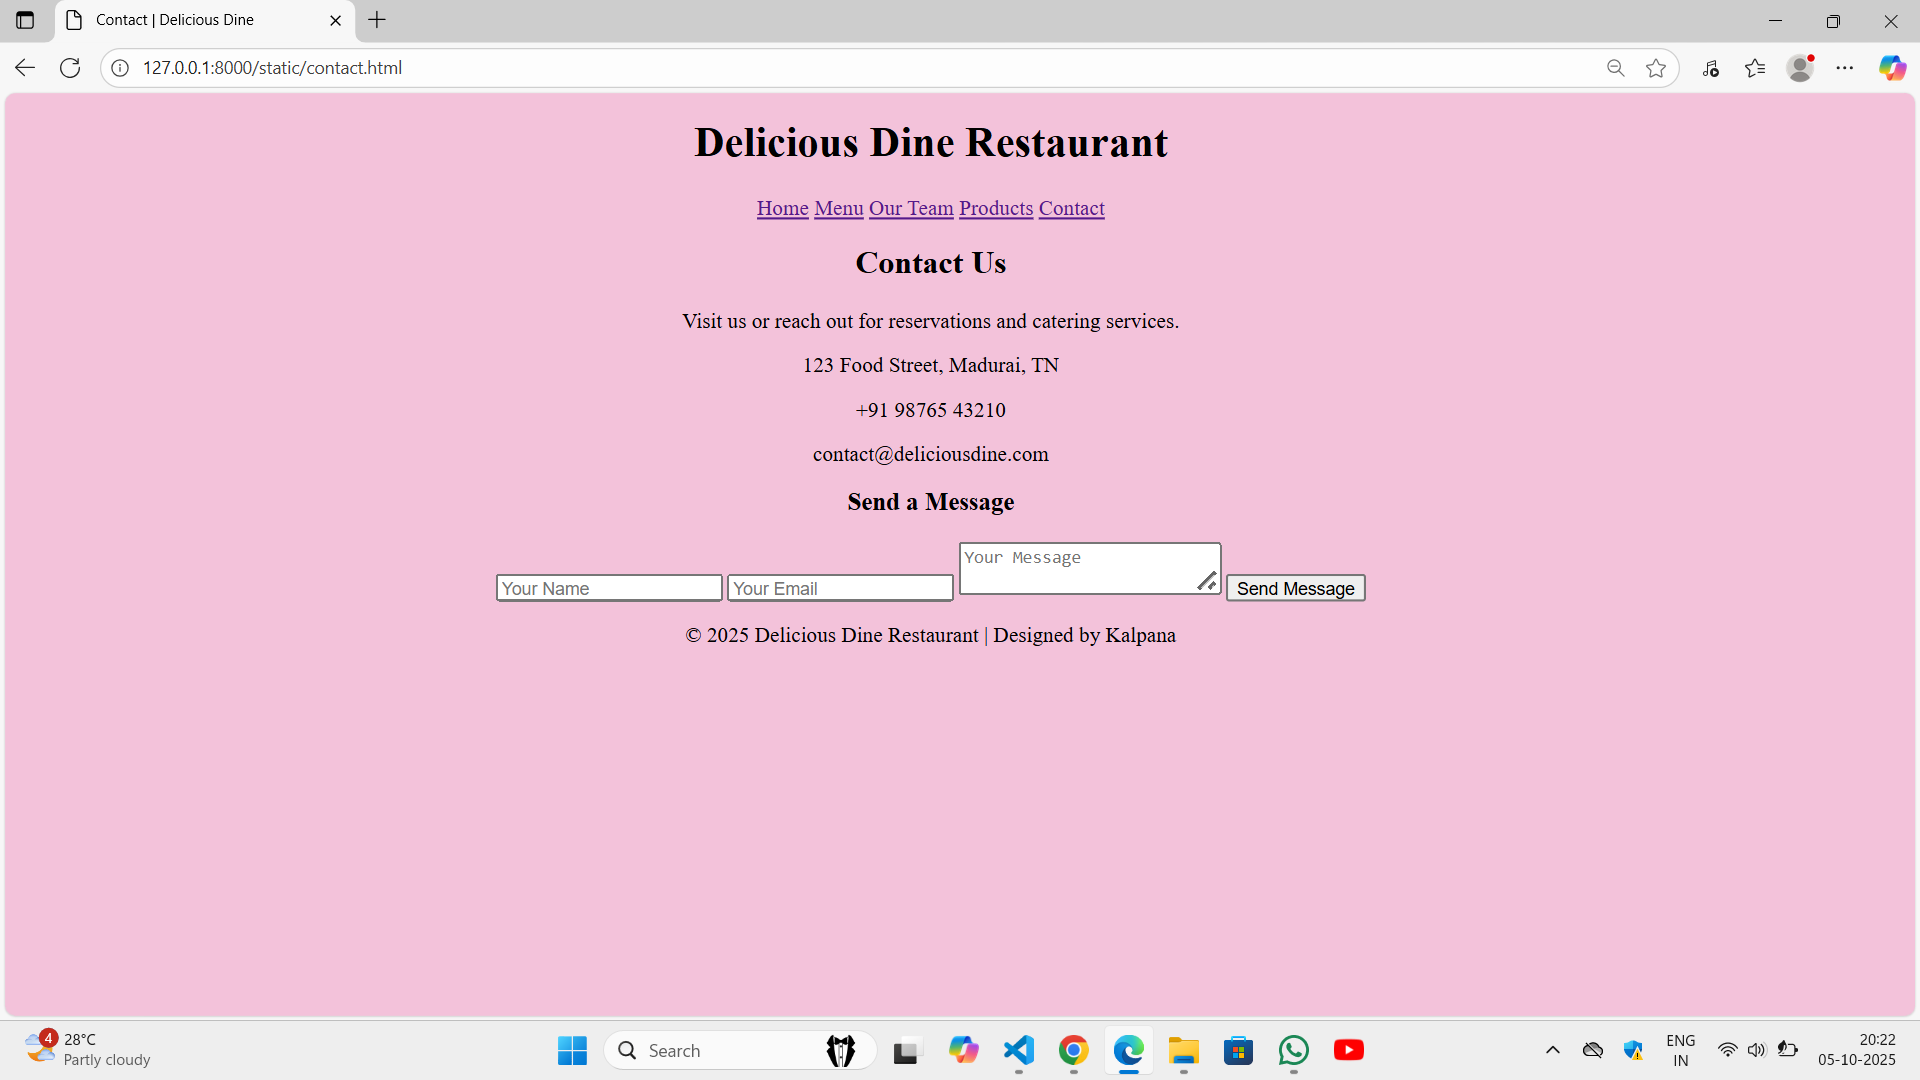 Contact | Delicious Dine
127.0.0.1:8000/static/contact.html
Delicious Dine Restaurant
Home Menu Our Team Products Contact
Contact Us
Visit us or reach out for reservations and catering services.
123 Food Street, Madurai, TN
+91 98765 43210
contact@deliciousdine.com
Send a Message
Your Name Your Email Your Message Send Message
© 2025 Delicious Dine Restaurant | Designed by Kalpana
4 28°C
Partly cloudy
Search
ENG
IN
20:22
05-10-2025